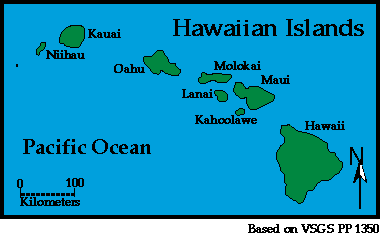 Hawaiian Islands
Kauai
Niihau
Oahu
Molokai
Maui
Lanai
Kahoolawe
Hawaii
Pacific Ocean
N
0 100
Kilometers
Based on VSGS PP 1350